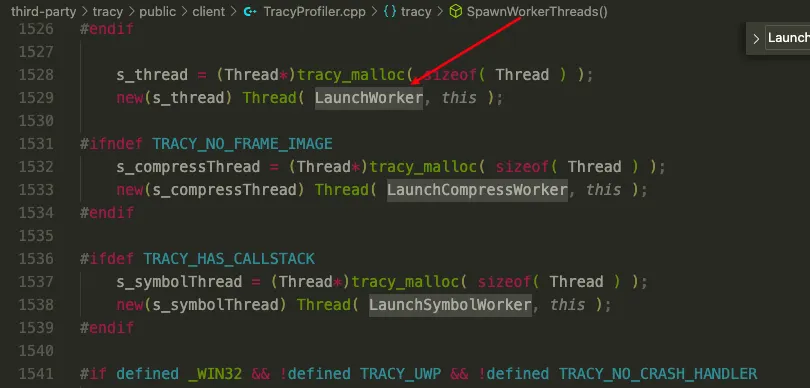 third-party > tracy > public > client > TracyProfiler.cpp > {} tracy > SpawnWorkerThreads()
> Launch
1526 #endif
1527
1528 s_thread = (Thread*)tracy_malloc( sizeof( Thread ) );
1529 new(s_thread) Thread( LaunchWorker, this );
1530
1531 #ifndef TRACY_NO_FRAME_IMAGE
1532 s_compressThread = (Thread*)tracy_malloc( sizeof( Thread ) );
1533 new(s_compressThread) Thread( LaunchCompressWorker, this );
1534 #endif
1535
1536 #ifdef TRACY_HAS_CALLSTACK
1537 s_symbolThread = (Thread*)tracy_malloc( sizeof( Thread ) );
1538 new(s_symbolThread) Thread( LaunchSymbolWorker, this );
1539 #endif
1540
1541 #if defined _WIN32 && !defined TRACY_UWP && !defined TRACY_NO_CRASH_HANDLER